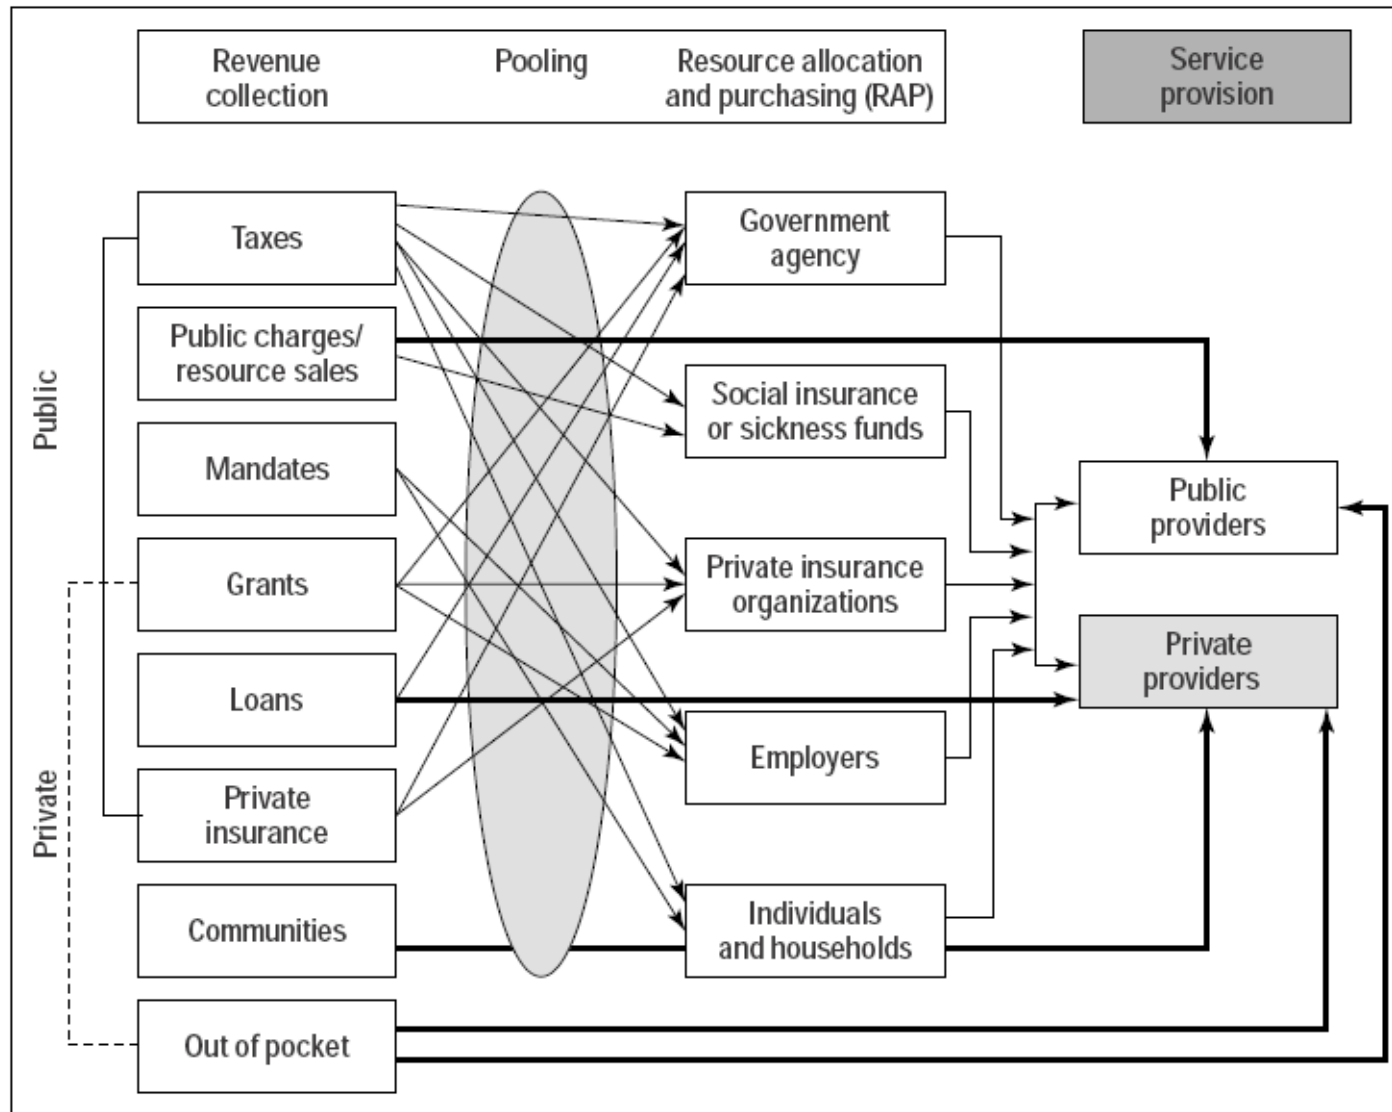 Revenue
collection
Pooling
Resource allocation
and purchasing (RAP)
Service
provision
Public
Private
Taxes
Public charges/
resource sales
Mandates
Grants
Loans
Private
insurance
Communities
Out of pocket
Government
agency
Social insurance
or sickness funds
Private insurance
organizations
Employers
Individuals
and households
Public
providers
Private
providers